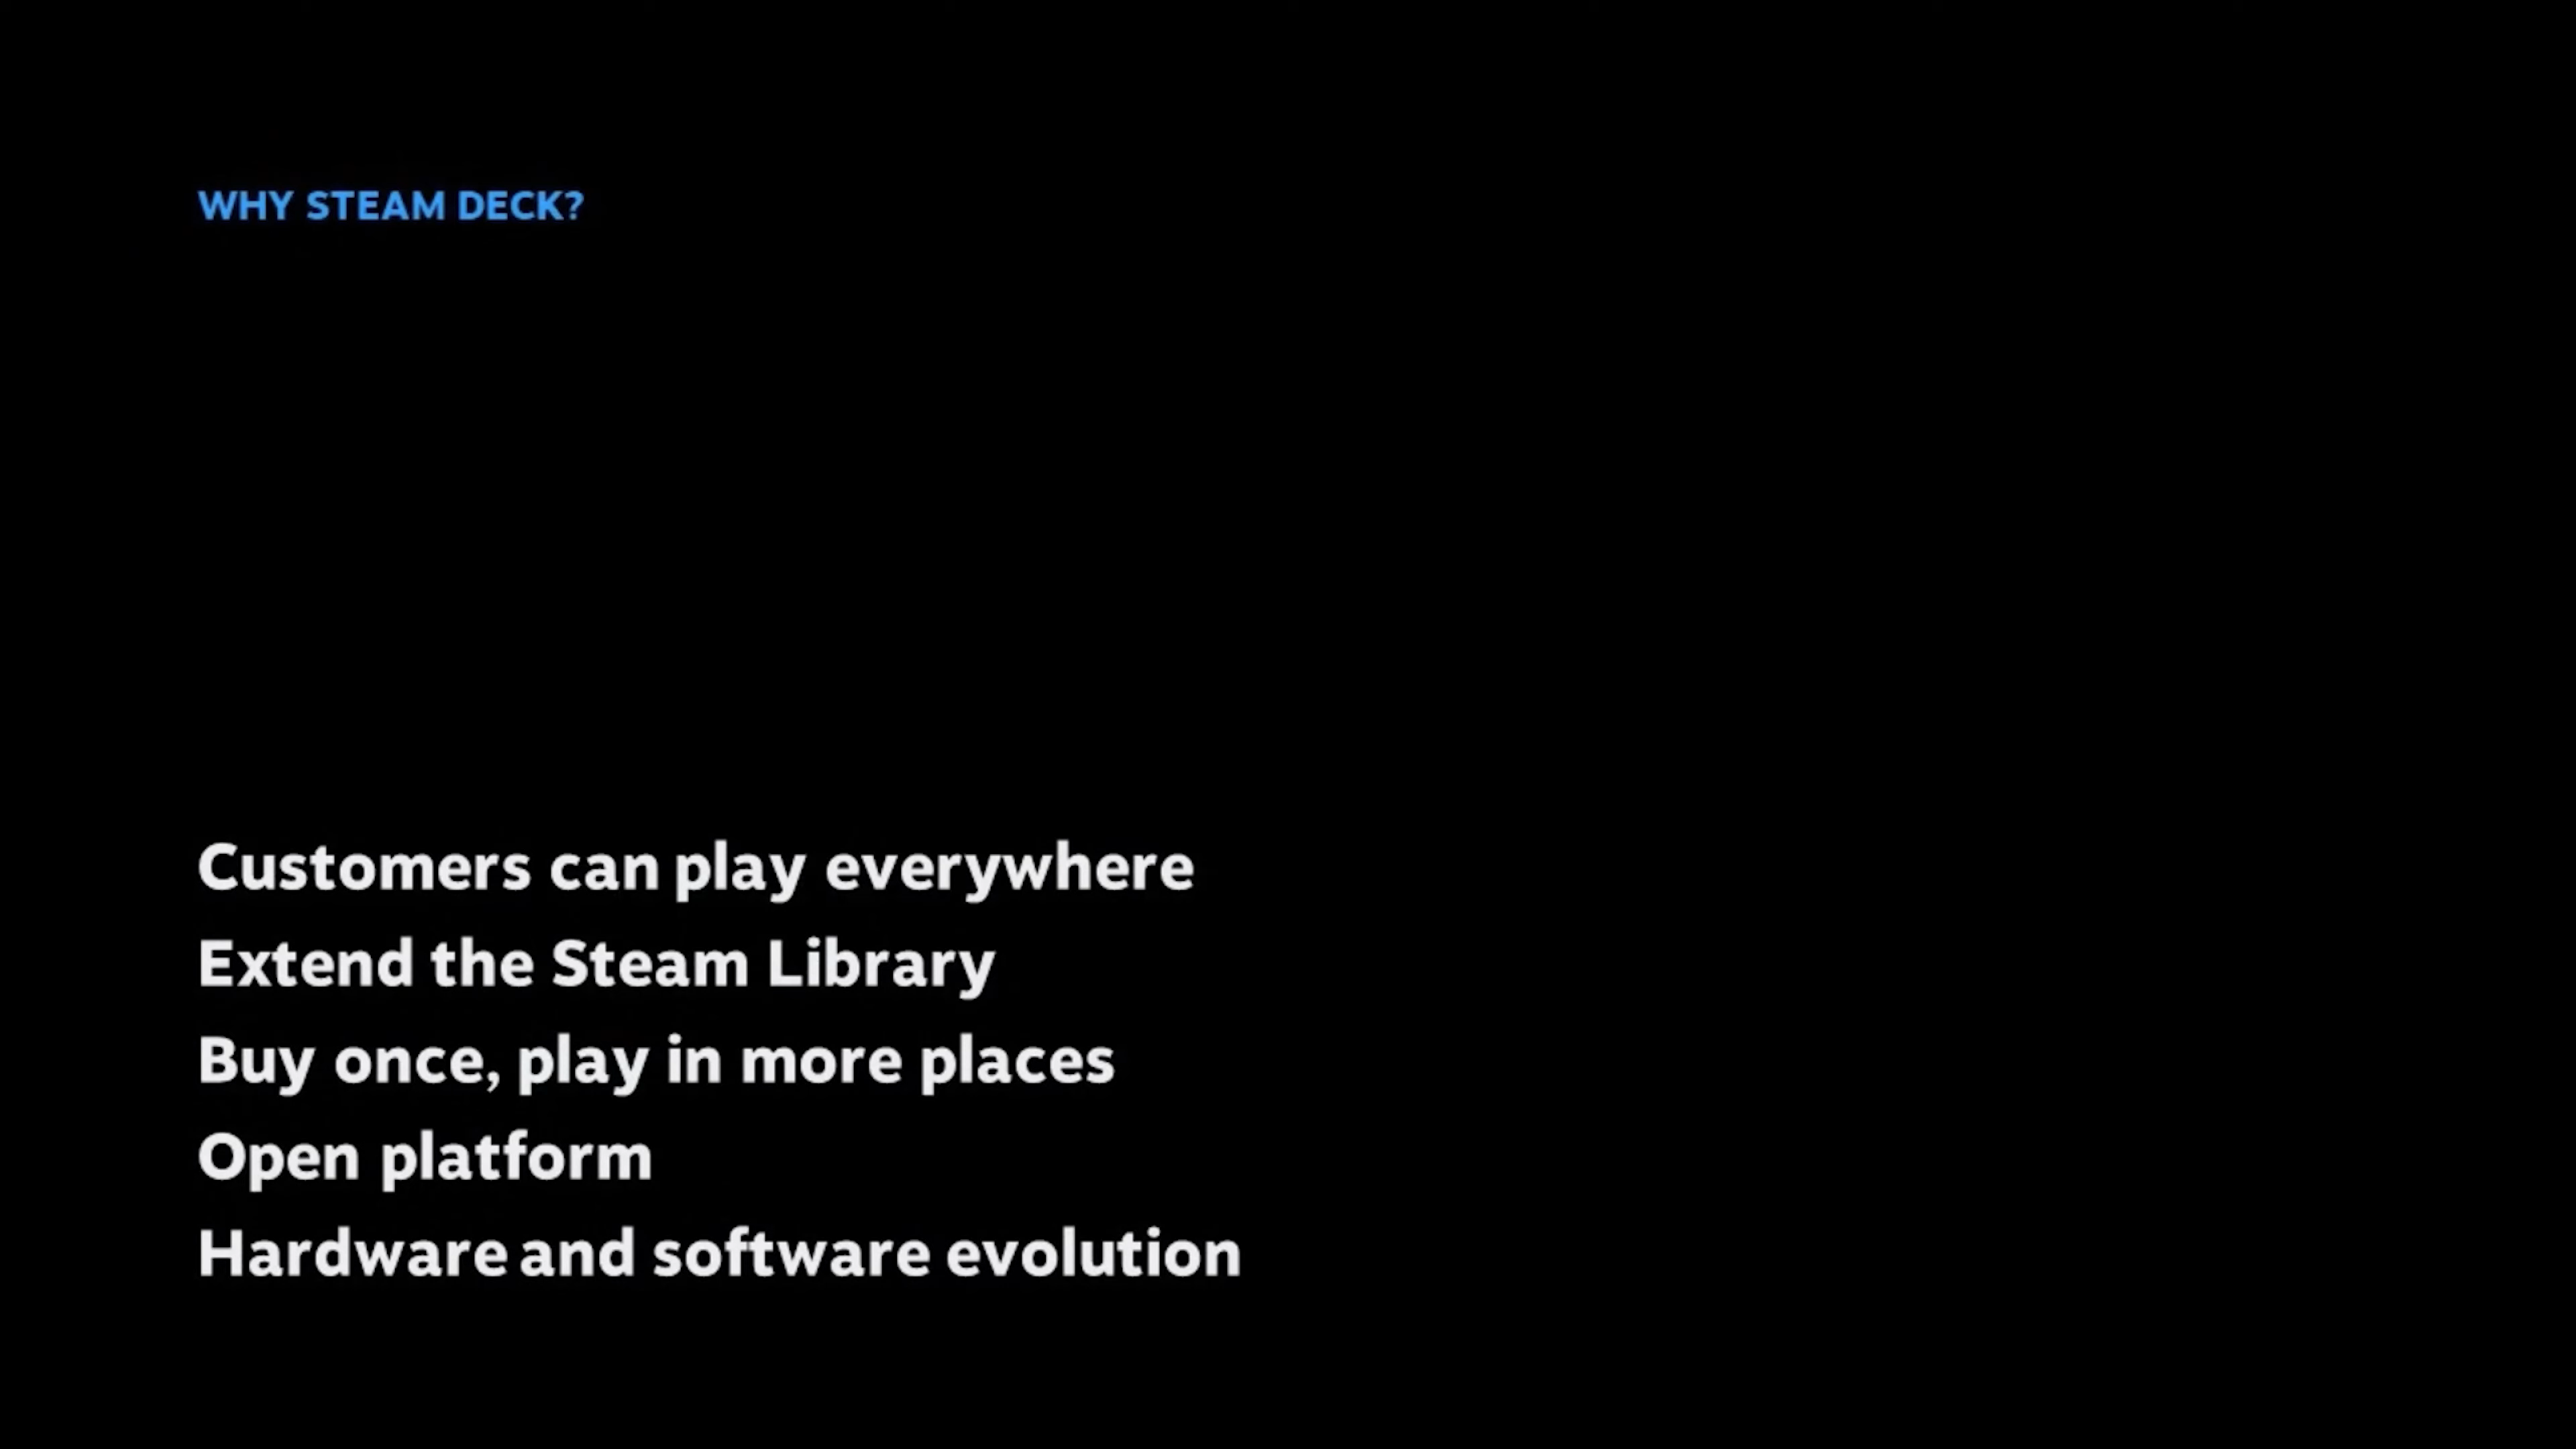 WHY STEAM DECK?
Customers can play everywhere
Extend the Steam Library
Buy once, play in more places
Open platform
Hardware and software evolution